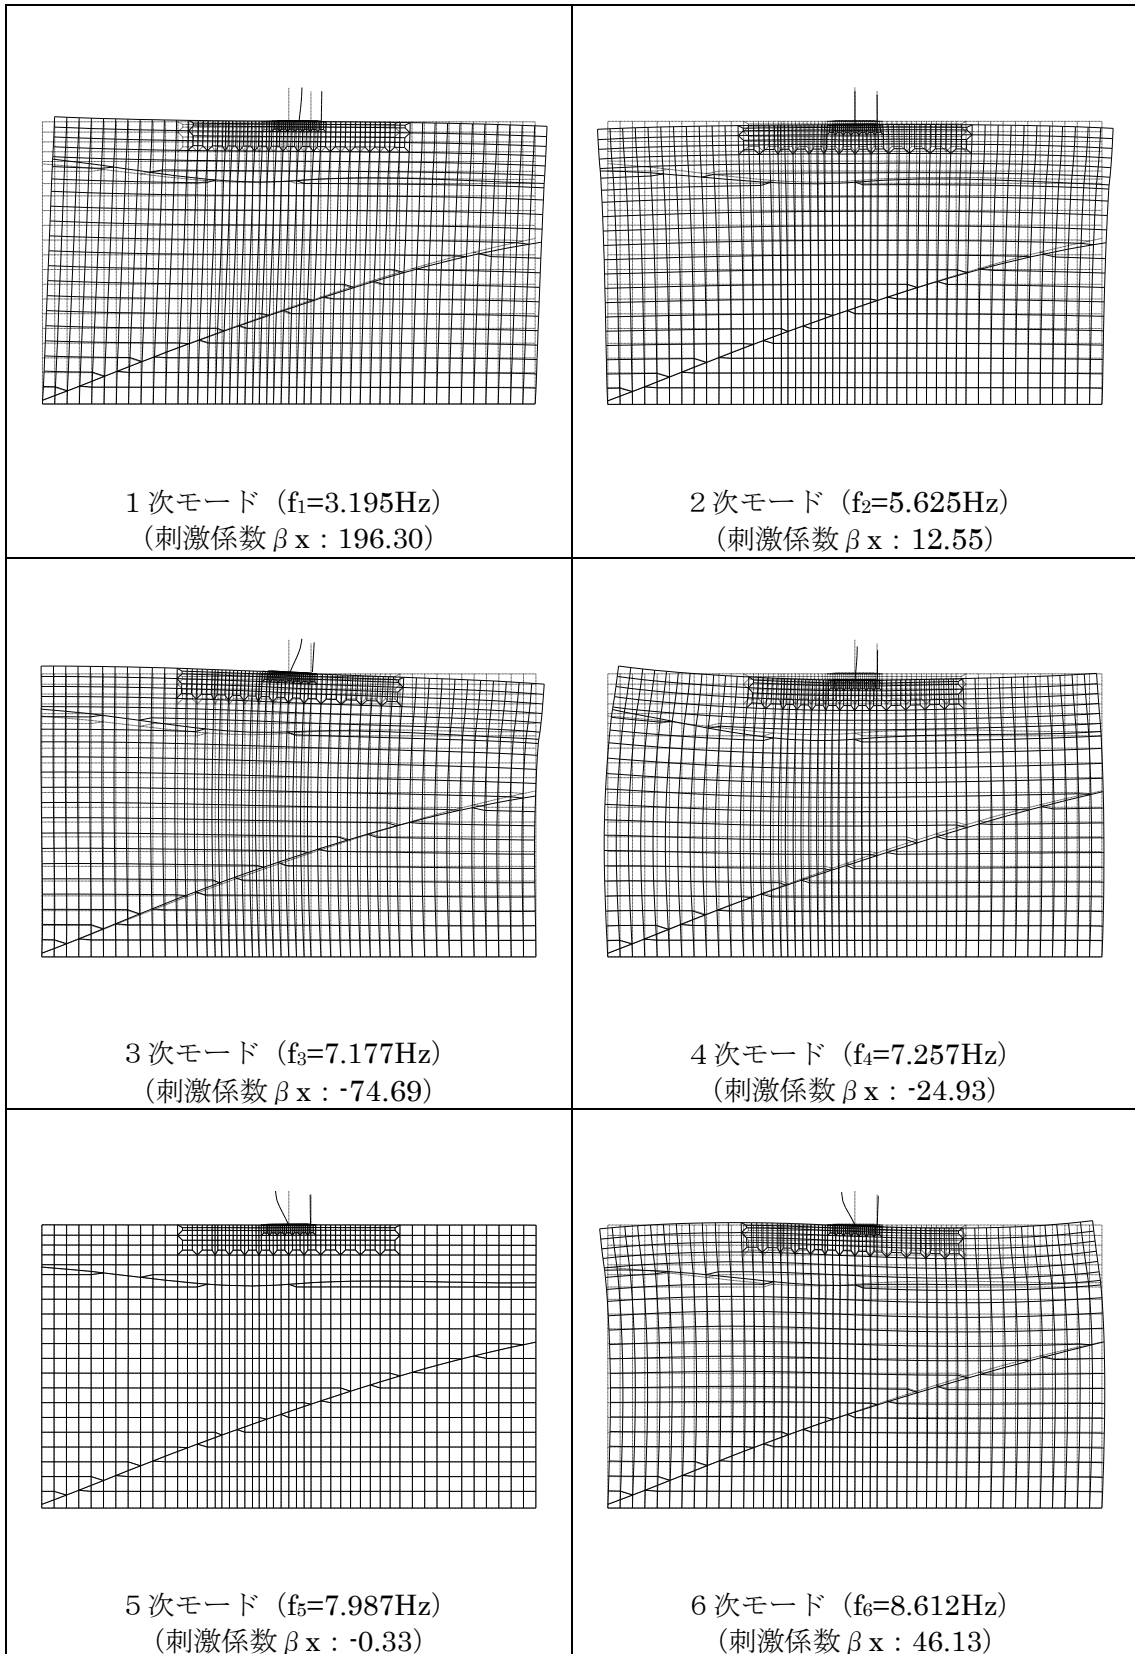 １次モード（f₁=3.195Hz）
（刺激係数βx：196.30）
２次モード（f₂=5.625Hz）
（刺激係数βx：12.55）
３次モード（f₃=7.177Hz）
（刺激係数βx：-74.69）
４次モード（f₄=7.257Hz）
（刺激係数βx：-24.93）
５次モード（f₅=7.987Hz）
（刺激係数βx：-0.33）
６次モード（f₆=8.612Hz）
（刺激係数βx：46.13）